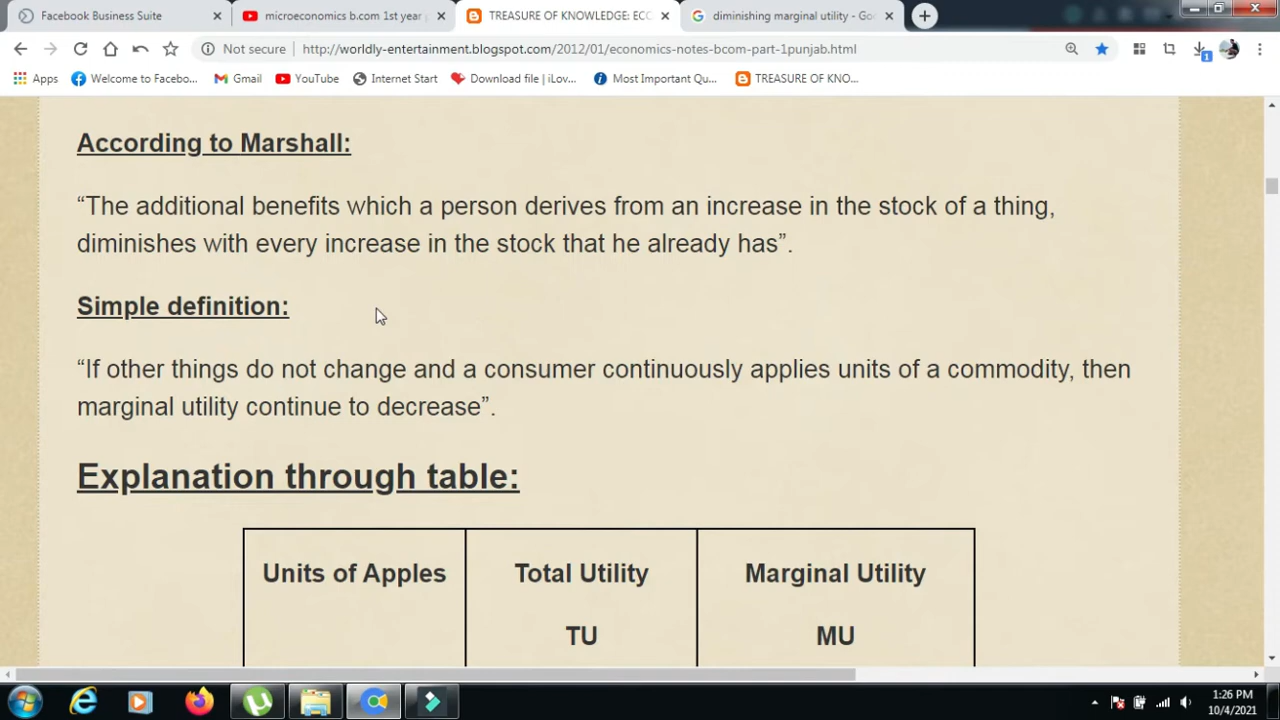 Facebook Business Suite
microeconomics b.com 1st year
TREASURE OF KNOWLEDGE: ECC
diminishing marginal utility - Goo
Not secure | http://worldly-entertainment.blogspot.com/2012/01/economics-notes-bcom-part-1punjab.html
Apps Welcome to Facebo... Gmail YouTube Internet Start Download file | iLov... Most Important Qu... TREASURE OF KNO...
According to Marshall:
“The additional benefits which a person derives from an increase in the stock of a thing,
diminishes with every increase in the stock that he already has”.
Simple definition:
“If other things do not change and a consumer continuously applies units of a commodity, then
marginal utility continue to decrease”.
Explanation through table:
Units of Apples Total Utility Marginal Utility
TU MU
1:26 PM
10/4/2021